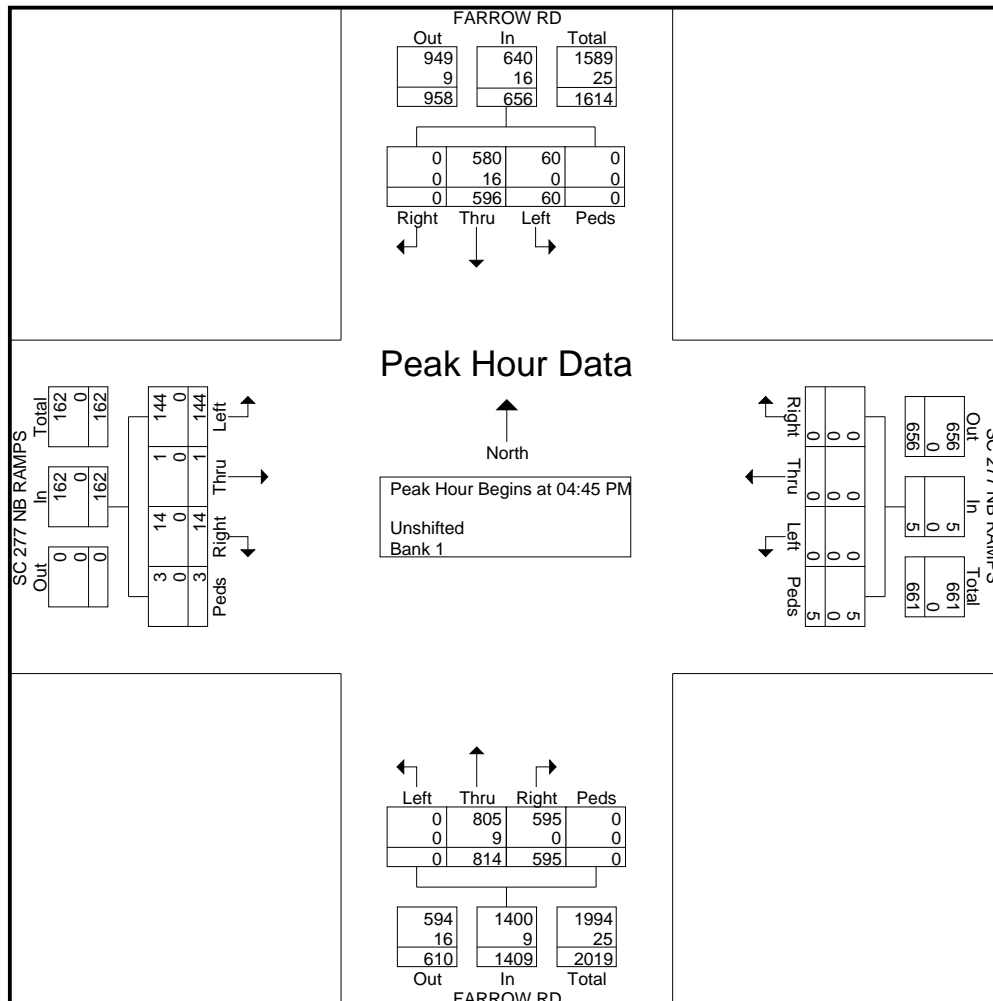 FARROW RD
Out In Total
949 640 1589
9 16 25
958 656 1614
0 580 60 0
0 16 0 0
0 596 60 0
Right Thru Left Peds
Peak Hour Data
North
Peak Hour Begins at 04:45 PM
Unshifted
Bank 1
SC 277 NB RAMPS
Out In Total
0 162 162
0 0 0
0 162 162
Left Thru Right Peds
144 1 14 3
0 0 0 0
144 1 14 3
SC 277 NB RAMPS
Out In Total
656 5 661
0 0 0
656 5 661
Right Thru Left Peds
0 0 0 5
0 0 0 0
0 0 0 5
Left Thru Right Peds
0 805 595 0
0 9 0 0
0 814 595 0
594 1400 1994
16 9 25
610 1409 2019
Out In Total
FARROW RD